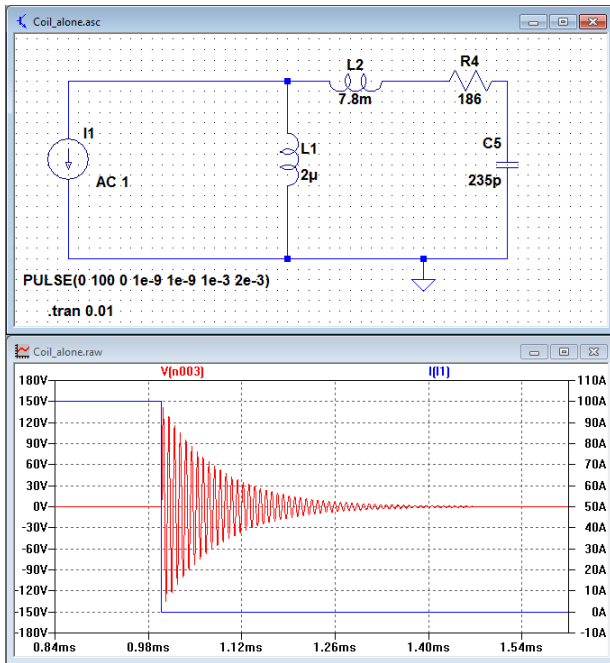 Coil_alone.asc
L2
7.8m
R4
186
I1
AC 1
L1
2µ
C5
235p
PULSE(0 100 0 1e-9 1e-9 1e-3 2e-3)
.tran 0.01
Coil_alone.raw
V(n003)
I(I1)
180V
150V
120V
90V
60V
30V
0V
-30V
-60V
-90V
-120V
-150V
-180V
110A
100A
90A
80A
70A
60A
50A
40A
30A
20A
10A
0A
-10A
0.84ms
0.98ms
1.12ms
1.26ms
1.40ms
1.54ms